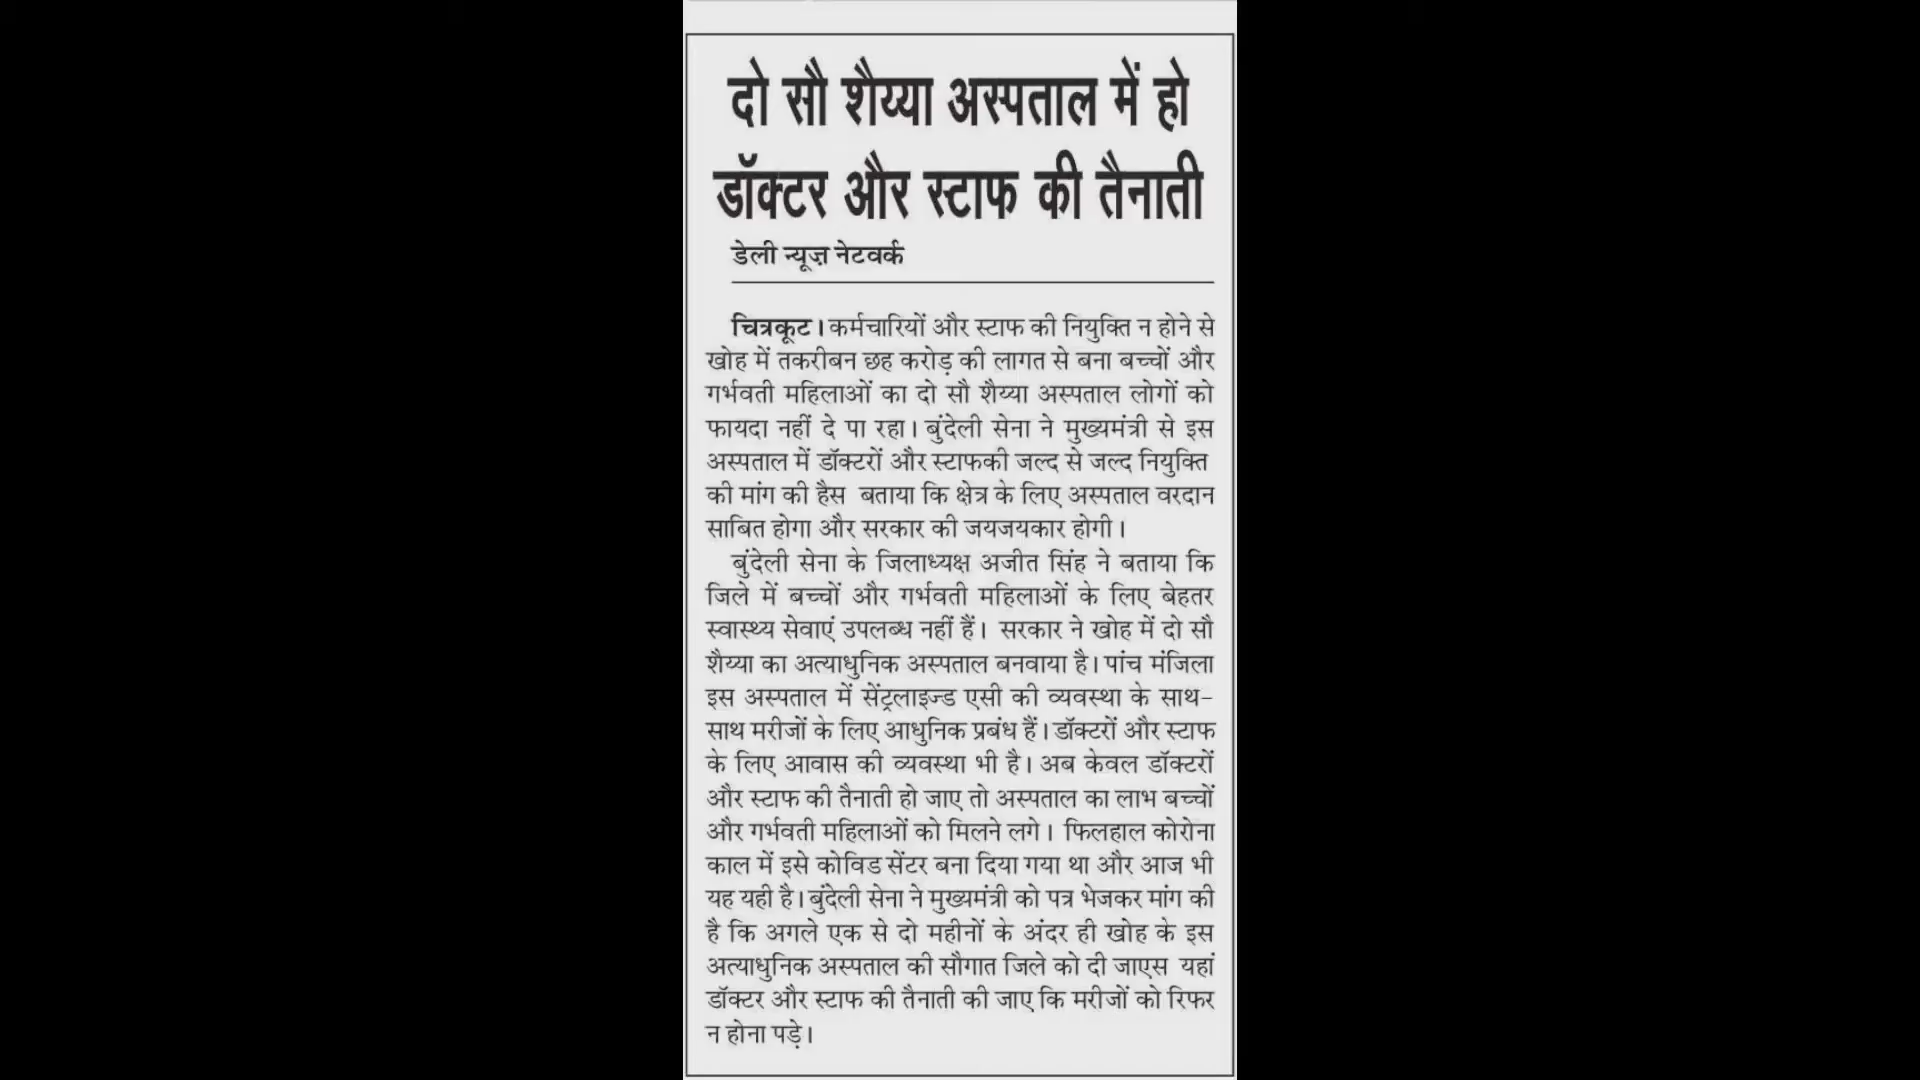 दो सौ शैय्या अस्पताल में हो
डॉक्टर और स्टाफ की तैनाती
डेली न्यूज़ नेटवर्क
चित्रकूट। कर्मचारियों और स्टाफ की नियुक्ति न होने से
खोह में तकरीबन छह करोड़ की लागत से बना बच्चों और
गर्भवती महिलाओं का दो सौ शैय्या अस्पताल लोगों को
फायदा नहीं दे पा रहा। बुंदेली सेना ने मुख्यमंत्री से इस
अस्पताल में डॉक्टरों और स्टाफकी जल्द से जल्द नियुक्ति
की मांग की हैस बताया कि क्षेत्र के लिए अस्पताल वरदान
साबित होगा और सरकार की जयजयकार होगी।
बुंदेली सेना के जिलाध्यक्ष अजीत सिंह ने बताया कि
जिले में बच्चों और गर्भवती महिलाओं के लिए बेहतर
स्वास्थ्य सेवाएं उपलब्ध नहीं हैं। सरकार ने खोह में दो सौ
शैय्या का अत्याधुनिक अस्पताल बनवाया है। पांच मंजिला
इस अस्पताल में सेंट्रलाइज्ड एसी की व्यवस्था के साथ-
साथ मरीजों के लिए आधुनिक प्रबंध हैं। डॉक्टरों और स्टाफ
के लिए आवास की व्यवस्था भी है। अब केवल डॉक्टरों
और स्टाफ की तैनाती हो जाए तो अस्पताल का लाभ बच्चों
और गर्भवती महिलाओं को मिलने लगे। फिलहाल कोरोना
काल में इसे कोविड सेंटर बना दिया गया था और आज भी
यह यही है। बुंदेली सेना ने मुख्यमंत्री को पत्र भेजकर मांग की
है कि अगले एक से दो महीनों के अंदर ही खोह के इस
अत्याधुनिक अस्पताल की सौगात जिले को दी जाएस यहां
डॉक्टर और स्टाफ की तैनाती की जाए कि मरीजों को रिफर
न होना पड़े।